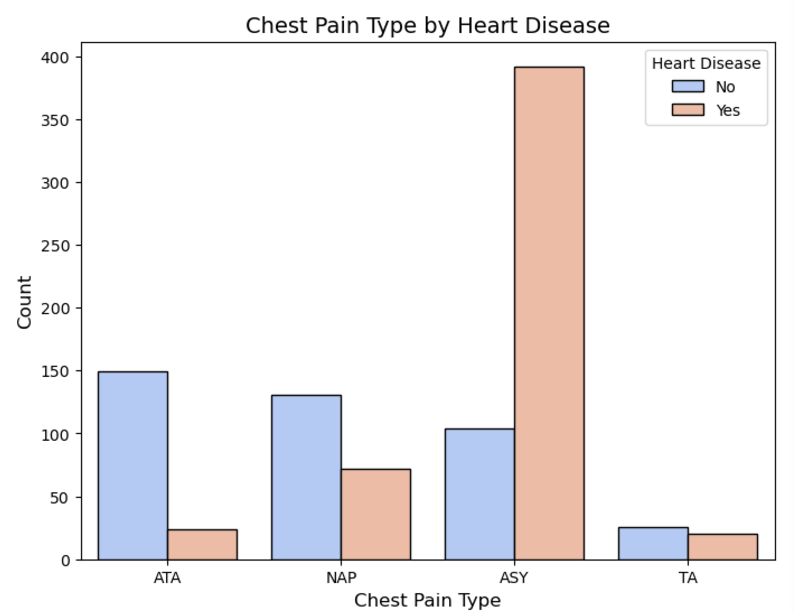 Chest Pain Type by Heart Disease
Heart Disease
No
Yes
Count
400
350
300
250
200
150
100
50
0
ATA NAP ASY TA
Chest Pain Type